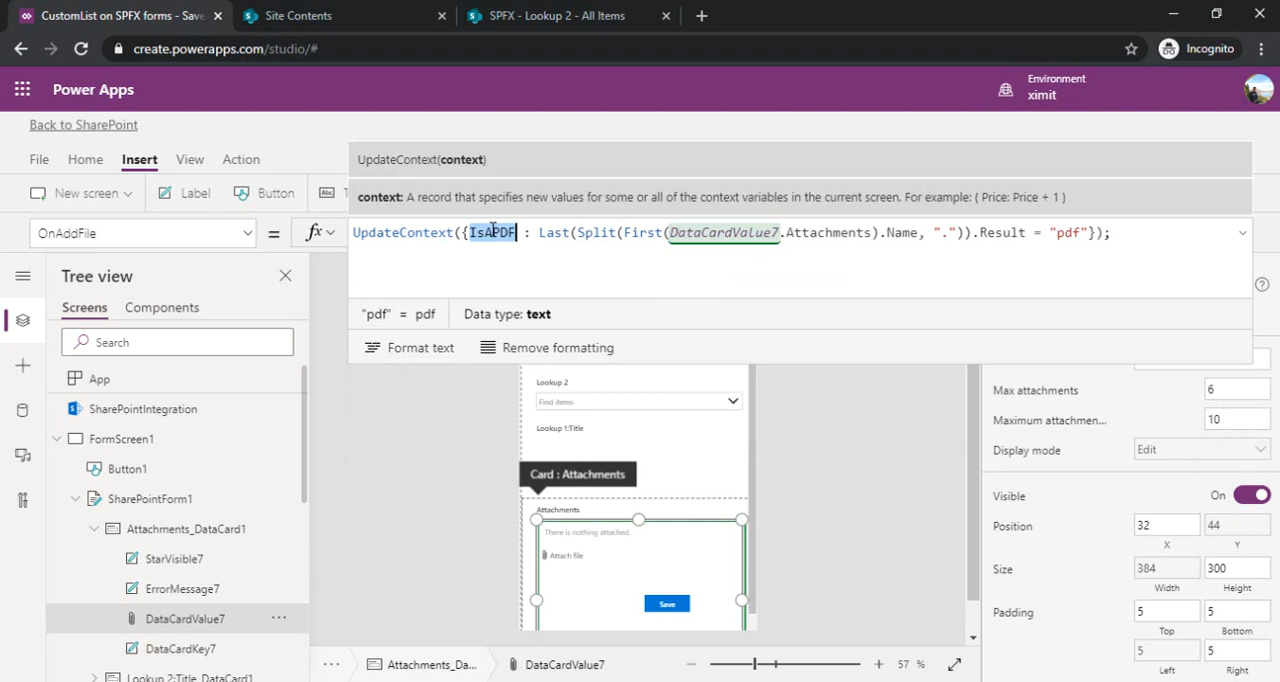 CustomList on SPFX forms - Save
Site Contents
SPFX - Lookup 2 - All Items
create.powerapps.com/studio/#
Incognito
Power Apps
Environment
ximit
Back to SharePoint
File Home Insert View Action
UpdateContext(context)
New screen Label Button Abc
context: A record that specifies new values for some or all of the context variables in the current screen. For example: { Price: Price + 1 }
OnAddFile = fx UpdateContext({IsAPDF : Last(Split(First(DataCardValue7.Attachments).Name, ".")).Result = "pdf"});
Tree view
Screens Components
"pdf" = pdf Data type: text
Search
Format text Remove formatting
App
SharePointIntegration
FormScreen1
Button1
SharePointForm1
Attachments_DataCard1
StarVisible7
ErrorMessage7
DataCardValue7 ...
DataCardKey7
Lookup 2:Title_DataCard1
Lookup 2
Find items
Lookup 1:Title
Card : Attachments
Attachments
There is nothing attached.
Attach file
Save
Max attachments 6
Maximum attachmen... 10
Display mode Edit
Visible On
Position 32 44
X Y
Size 384 300
Width Height
Padding 5 5
Top Bottom
5 5
Left Right
... Attachments_Da... DataCardValue7 57 %